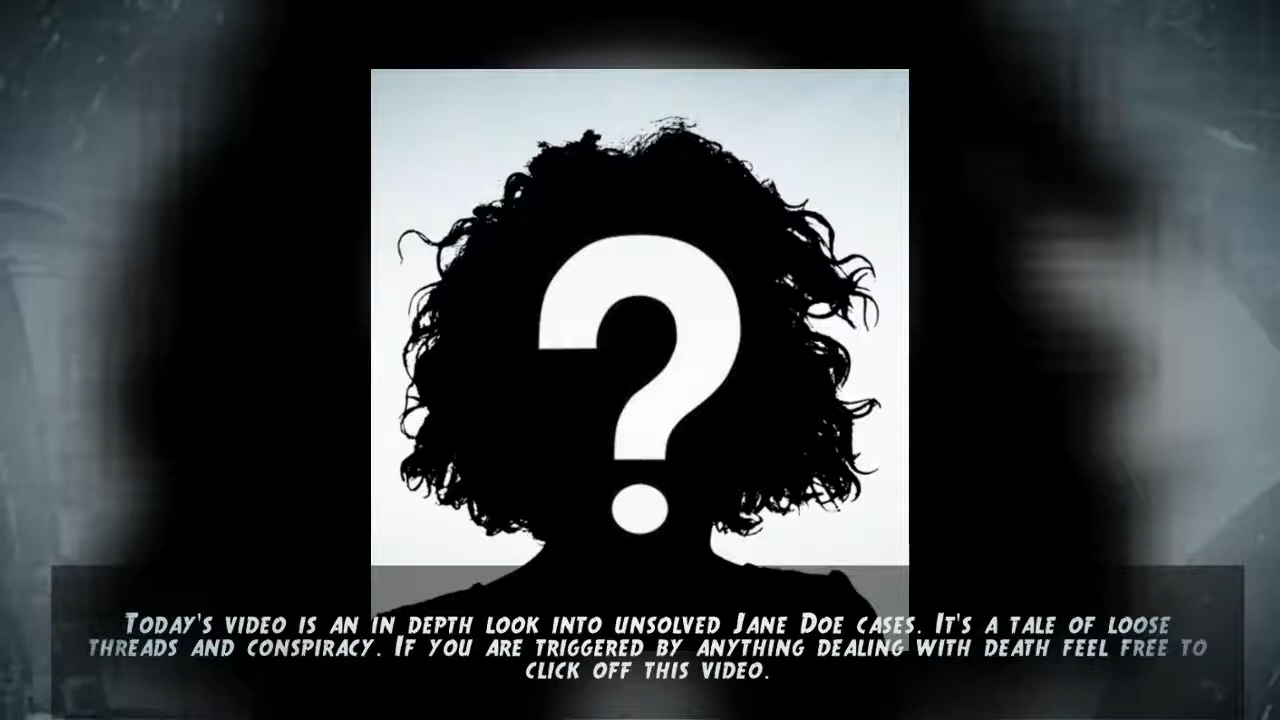 ?
Today's video is an in depth look into unsolved Jane Doe cases. It's a tale of loose
threads and conspiracy. If you are triggered by anything dealing with death feel free to
click off this video.